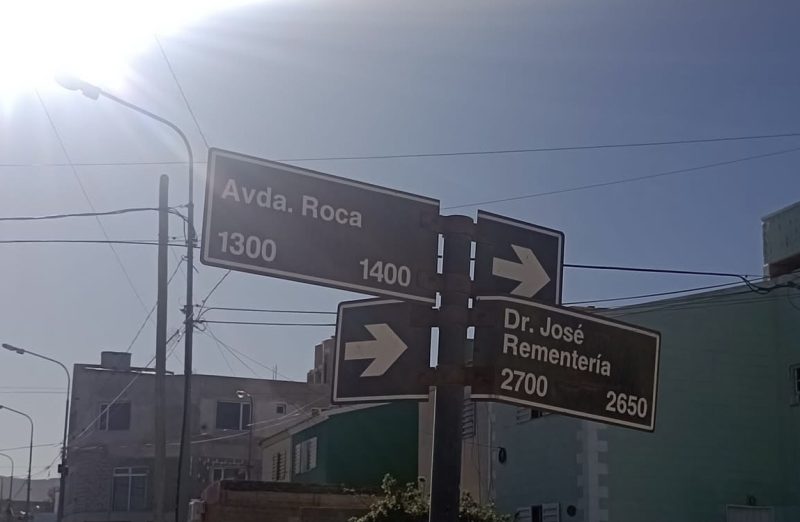 Avda. Roca
1300 1400
Dr. José
Rementería
2700 2650